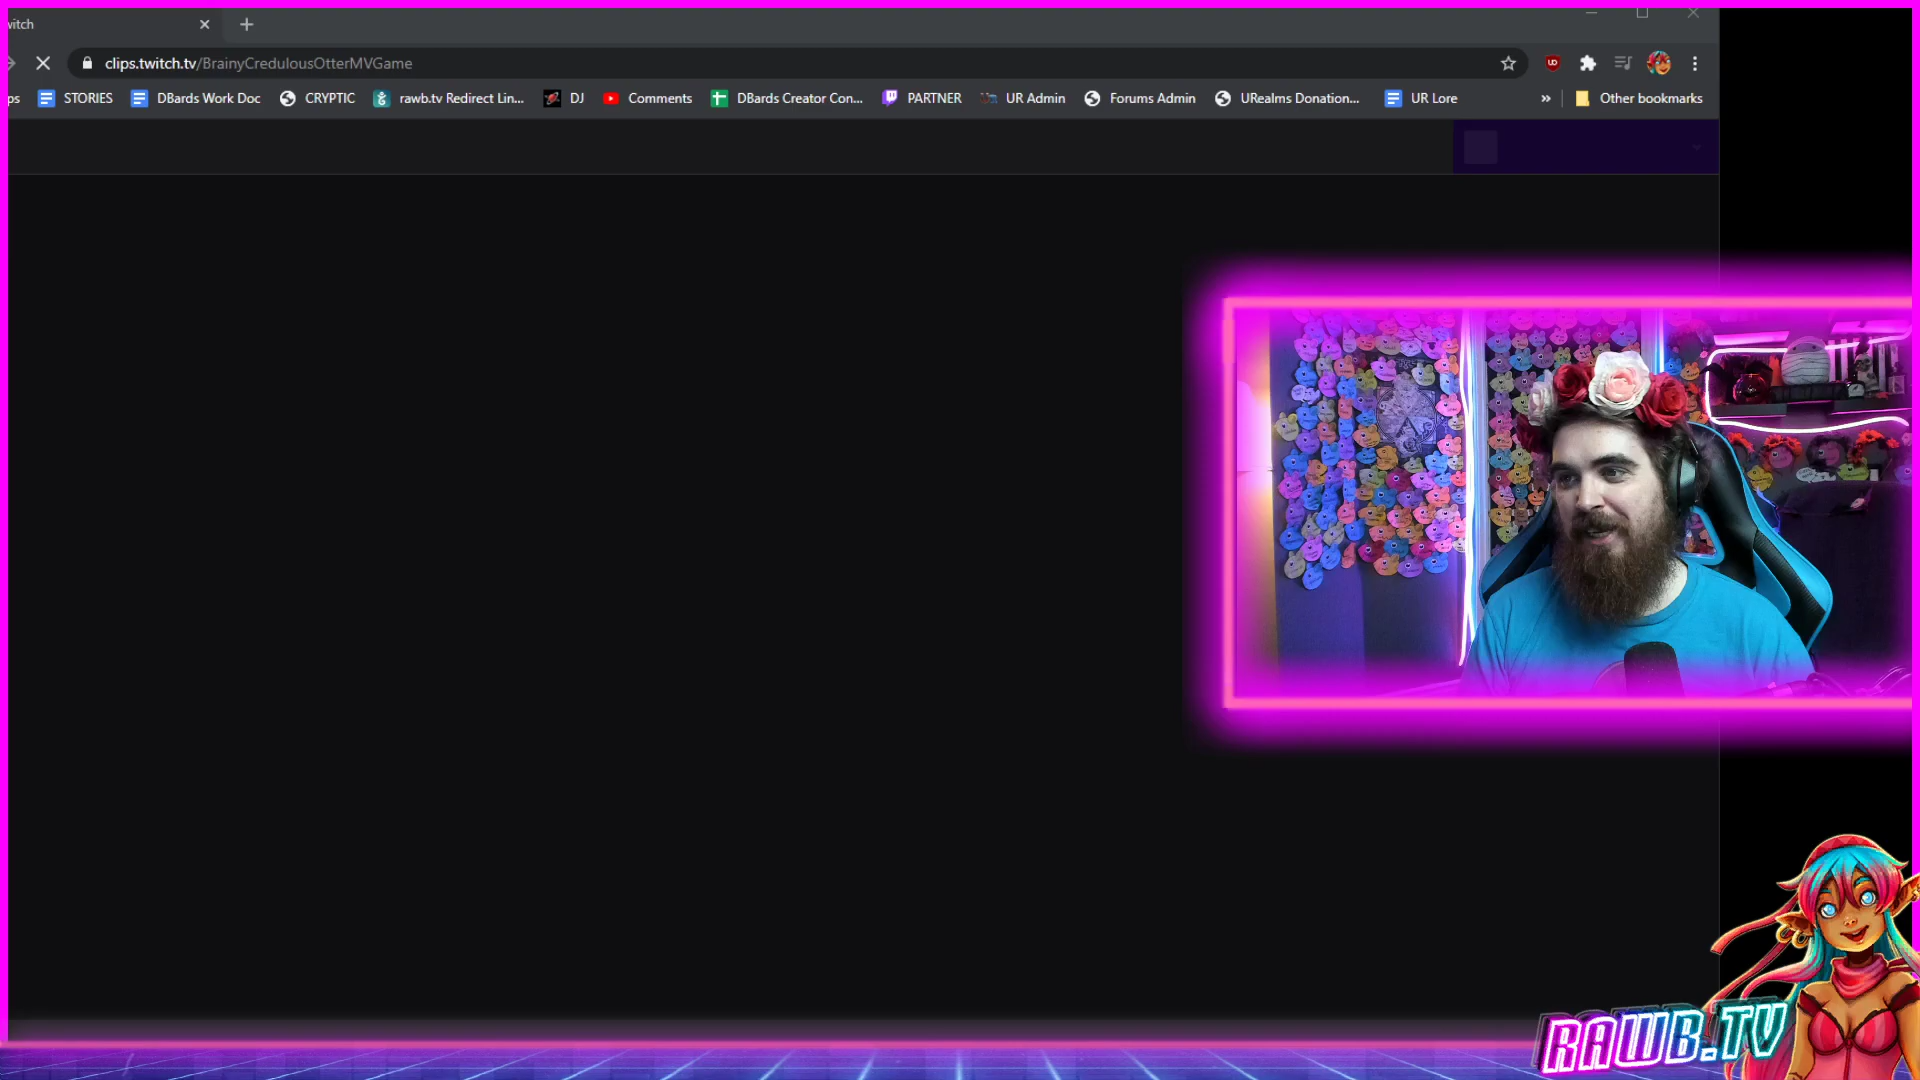 witch
clips.twitch.tv/BrainyCredulousOtterMVGame
ps STORIES DBards Work Doc CRYPTIC rawb.tv Redirect Lin... DJ Comments DBards Creator Con... PARTNER UR Admin Forums Admin URealms Donation... UR Lore » Other bookmarks
RAWB.TV